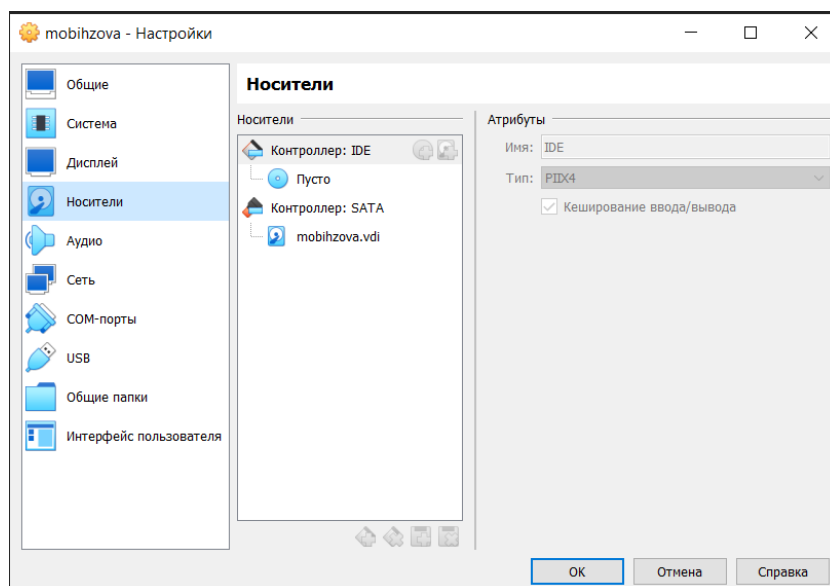 mobihzova - Настройки
Общие
Система
Дисплей
Носители
Аудио
Сеть
COM-порты
USB
Общие папки
Интерфейс пользователя
Носители
Носители
Контроллер: IDE
Пусто
Контроллер: SATA
mobihzova.vdi
Атрибуты
Имя: IDE
Тип: PIIX4
Кеширование ввода/вывода
OK
Отмена
Справка